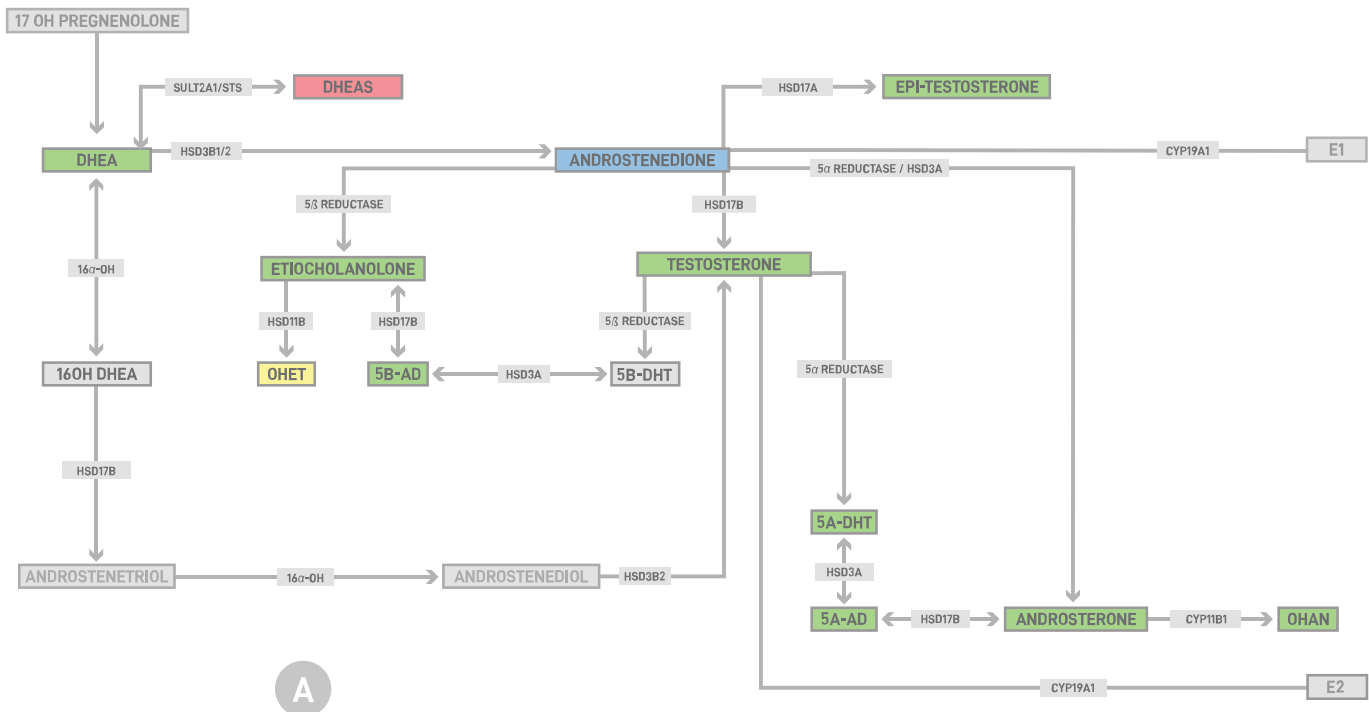 17 OH PREGNENOLONE
SULT2A1/STS
DHEAS
HSD17A
EPI-TESTOSTERONE
DHEA
HSD3B1/2
ANDROSTENEDIONE
CYP19A1
E1
5α REDUCTASE / HSD3A
5ß REDUCTASE
HSD17B
16α-OH
ETIOCHOLANOLONE
TESTOSTERONE
HSD11B
HSD17B
5ß REDUCTASE
16OH DHEA
OHET
5B-AD
HSD3A
5B-DHT
5α REDUCTASE
HSD17B
5A-DHT
ANDROSTENETRIOL
16α-OH
ANDROSTENEDIOL
HSD3B2
HSD3A
5A-AD
HSD17B
ANDROSTERONE
CYP11B1
OHAN
A
CYP19A1
E2